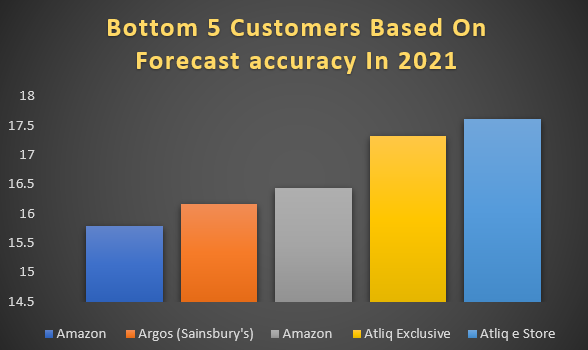 Bottom 5 Customers Based On
Forecast accuracy In 2021
18
17.5
17
16.5
16
15.5
15
14.5
Amazon Argos (Sainsbury's) Amazon Atliq Exclusive Atliq e Store